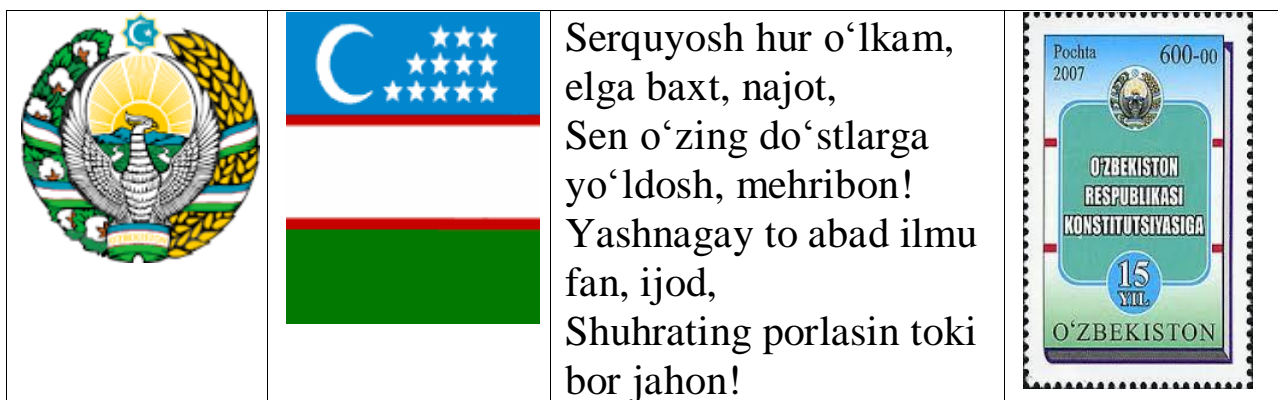 O‘ZBEKISTON
Serquyosh hur o‘lkam,
elga baxt, najot,
Sen o‘zing do‘stlarga
yo‘ldosh, mehribon!
Yashnagay to abad ilmu
fan, ijod,
Shuhrating porlasin toki
bor jahon!
Pochta 600-00
2007
O‘ZBEKISTON
RESPUBLIKASI
KONSTITUTSIYASIGA
15
YIL
O‘ZBEKISTON